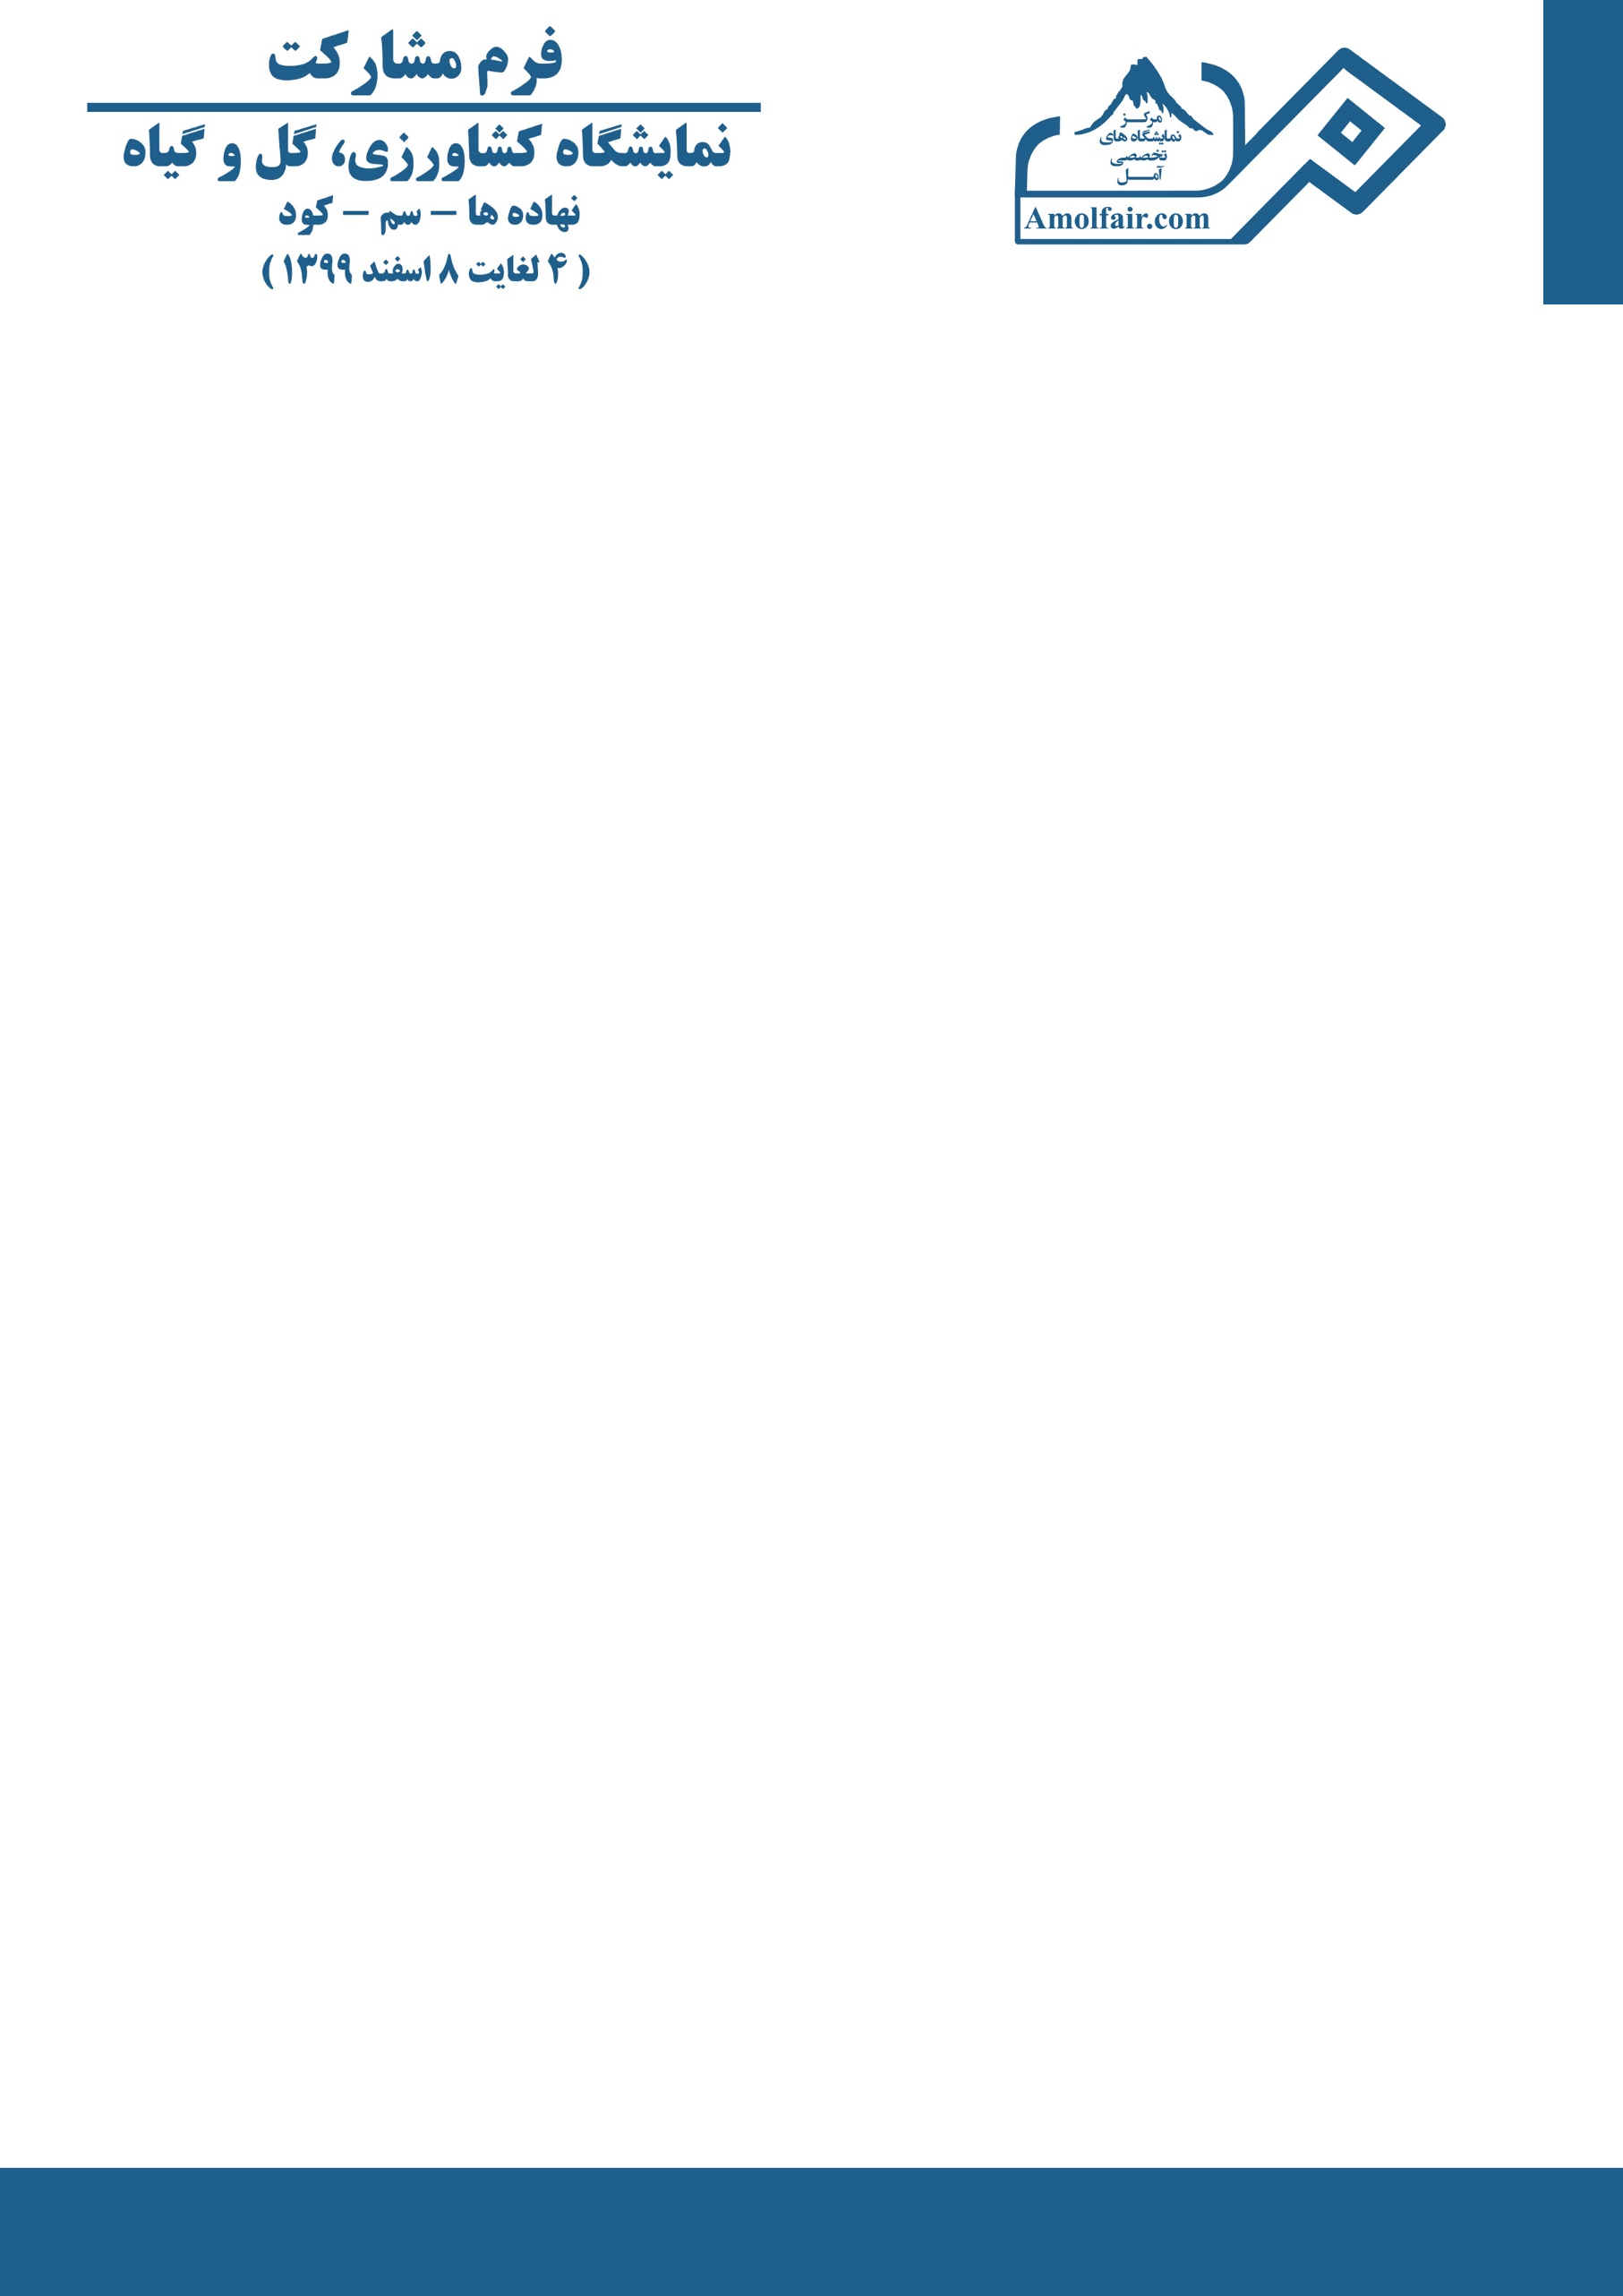 فرم مشارکت
نمایشگاه کشاورزی، گل و گیاه
نهاده ها – سم – کود
( ۴ لغایت ۸ اسفند ۱۳۹۹ )
مرکز
نمایشگاه های
تخصصی
آمل
Amolfair.com